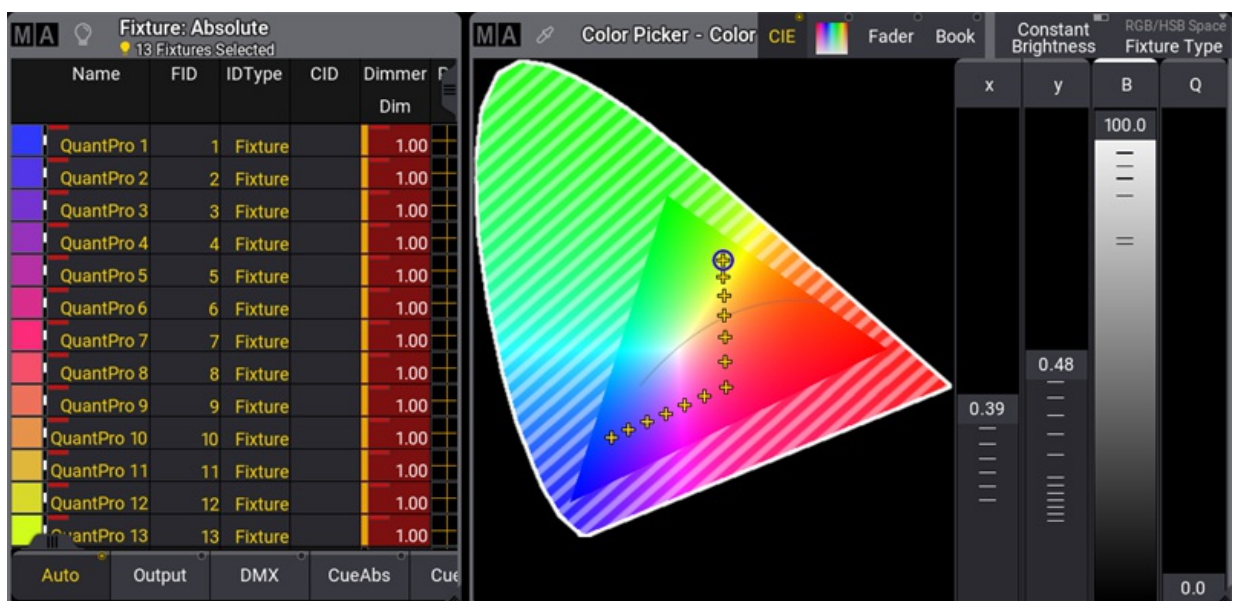 MA
Fixture: Absolute
13 Fixtures Selected
Name FID IDType CID Dimmer
Dim
QuantPro 1 1 Fixture 1.00
QuantPro 2 2 Fixture 1.00
QuantPro 3 3 Fixture 1.00
QuantPro 4 4 Fixture 1.00
QuantPro 5 5 Fixture 1.00
QuantPro 6 6 Fixture 1.00
QuantPro 7 7 Fixture 1.00
QuantPro 8 8 Fixture 1.00
QuantPro 9 9 Fixture 1.00
QuantPro 10 10 Fixture 1.00
QuantPro 11 11 Fixture 1.00
QuantPro 12 12 Fixture 1.00
QuantPro 13 13 Fixture 1.00
Auto Output DMX CueAbs Cue
MA Color Picker - Color CIE Fader Book
Constant
Brightness
RGB/HSB Space
Fixture Type
x y B Q
100.0
0.48
0.39
0.0